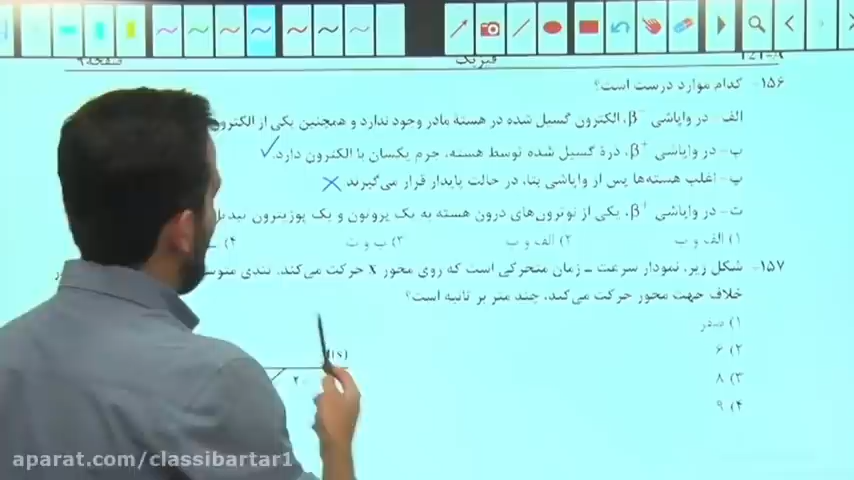 صفحه ۹
فیزیک
121-A
۱۵۶- کدام موارد درست است؟
الف- در واپاشی β⁻، الکترون گسیل شده در هستهٔ مادر وجود ندارد و همچنین یکی از الکترون
ب- در واپاشی β⁺، ذرهٔ گسیل شده توسط هسته، جرم یکسان با الکترون دارد.
پ- اغلب هسته‌ها پس از واپاشی بتا، در حالت پایدار قرار می‌گیرند
ت- در واپاشی β⁺، یکی از نوترون‌های درون هسته به یک پروتون و یک پوزیترون تبدیل
۱) الف و ب ۲) الف و پ ۳) ب و ت ۴)
۱۵۷- شکل زیر، نمودار سرعت ــ زمان متحرکی است که روی محور x حرکت می‌کند. تندی متوسط
خلاف جهت محور حرکت می‌کند، چند متر بر ثانیه است؟
۱) صفر
۲) ۶
۳) ۸
۴) ۹
t(s)
۲
aparat.com/classibartar1